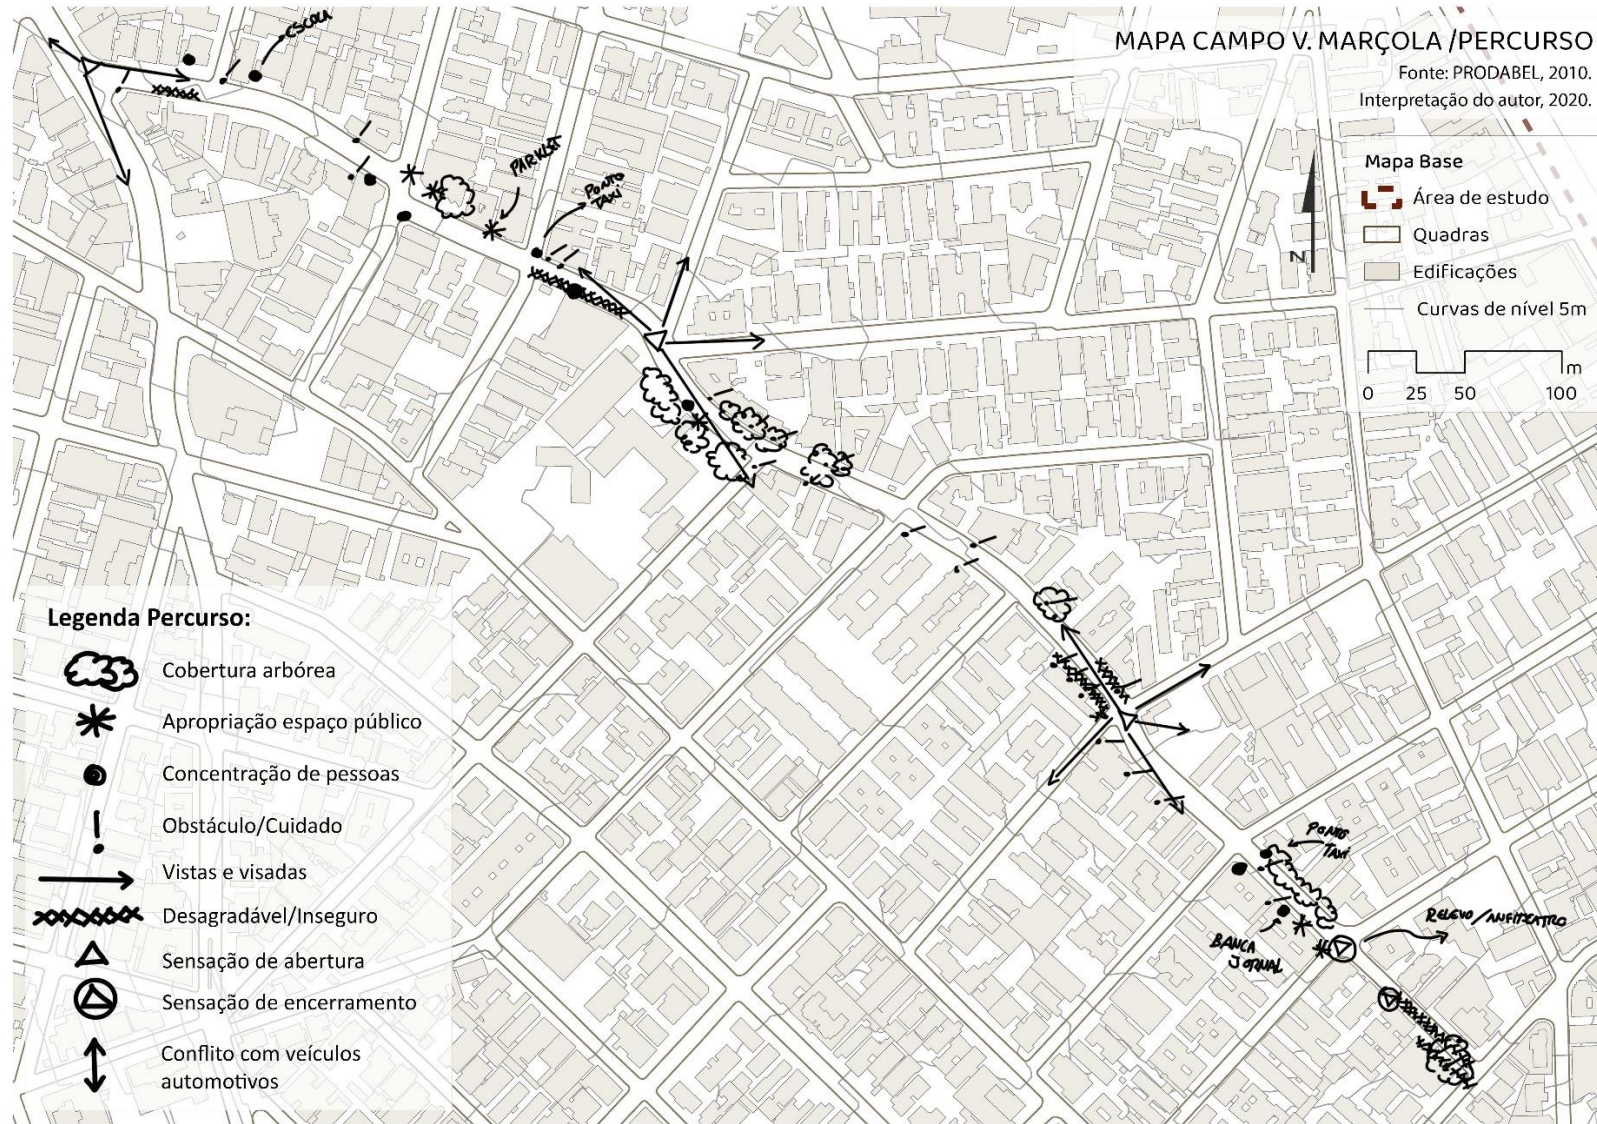 MAPA CAMPO V. MARÇOLA /PERCURSO
Fonte: PRODABEL, 2010.
Interpretação do autor, 2020.
Mapa Base
Área de estudo
Quadras
Edificações
Curvas de nível 5m
m
0 25 50 100
N
ESCOLA
PARKLET
PONTO
TAXI
PONTO
TAXI
RELEVO/ANFITEATRO
BANCA
JORNAL
Legenda Percurso:
Cobertura arbórea
Apropriação espaço público
Concentração de pessoas
Obstáculo/Cuidado
Vistas e visadas
Desagradável/Inseguro
Sensação de abertura
Sensação de encerramento
Conflito com veículos
automotivos